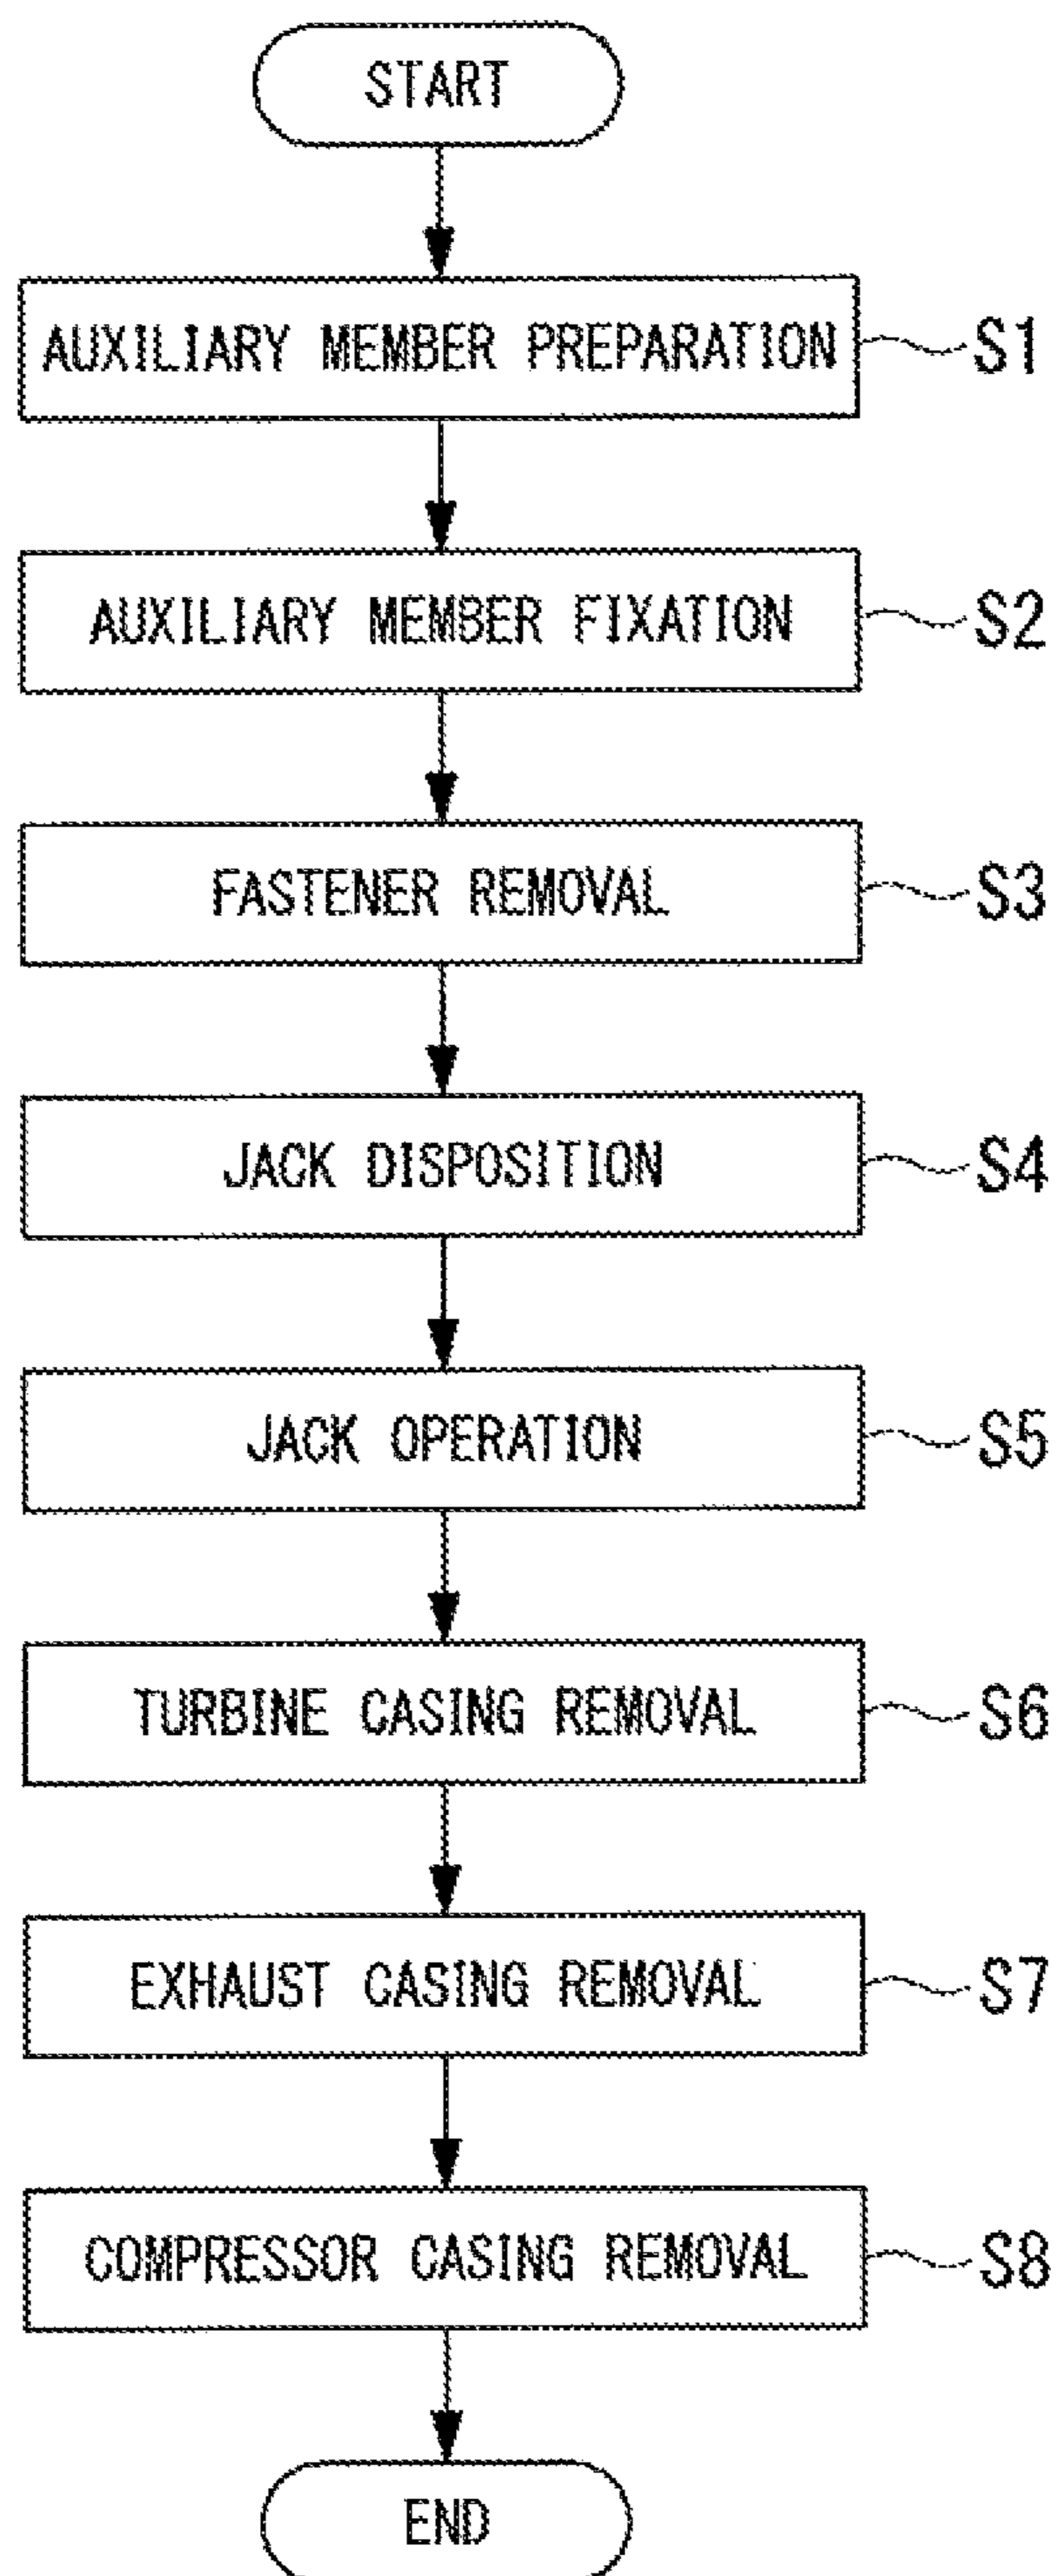 START
AUXILIARY MEMBER PREPARATION S1
AUXILIARY MEMBER FIXATION S2
FASTENER REMOVAL S3
JACK DISPOSITION S4
JACK OPERATION S5
TURBINE CASING REMOVAL S6
EXHAUST CASING REMOVAL S7
COMPRESSOR CASING REMOVAL S8
END